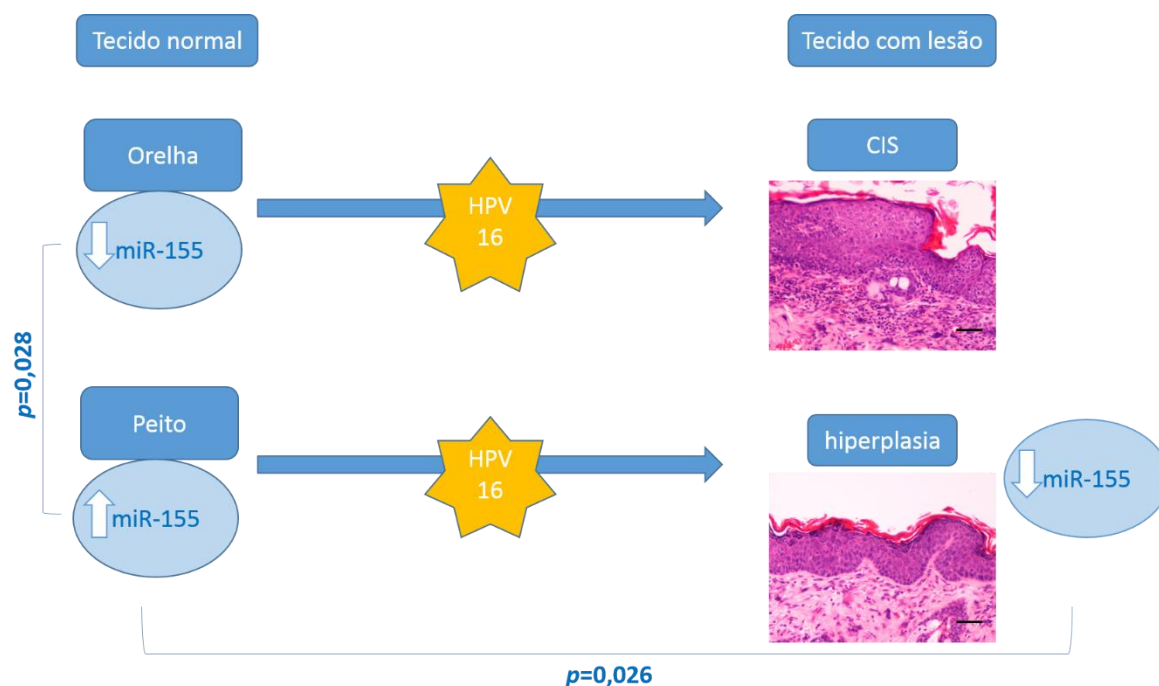 Tecido normal
Tecido com lesão
Orelha
miR-155
HPV
16
CIS
p=0,028
Peito
miR-155
HPV
16
hiperplasia
miR-155
p=0,026